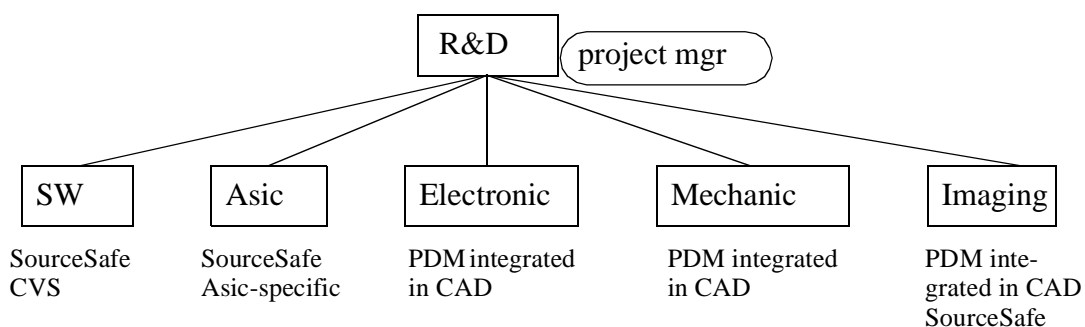 R&D
project mgr
SW
Asic
Electronic
Mechanic
Imaging
SourceSafe
CVS
SourceSafe
Asic-specific
PDM integrated
in CAD
PDM integrated
in CAD
PDM inte-
grated in CAD
SourceSafe